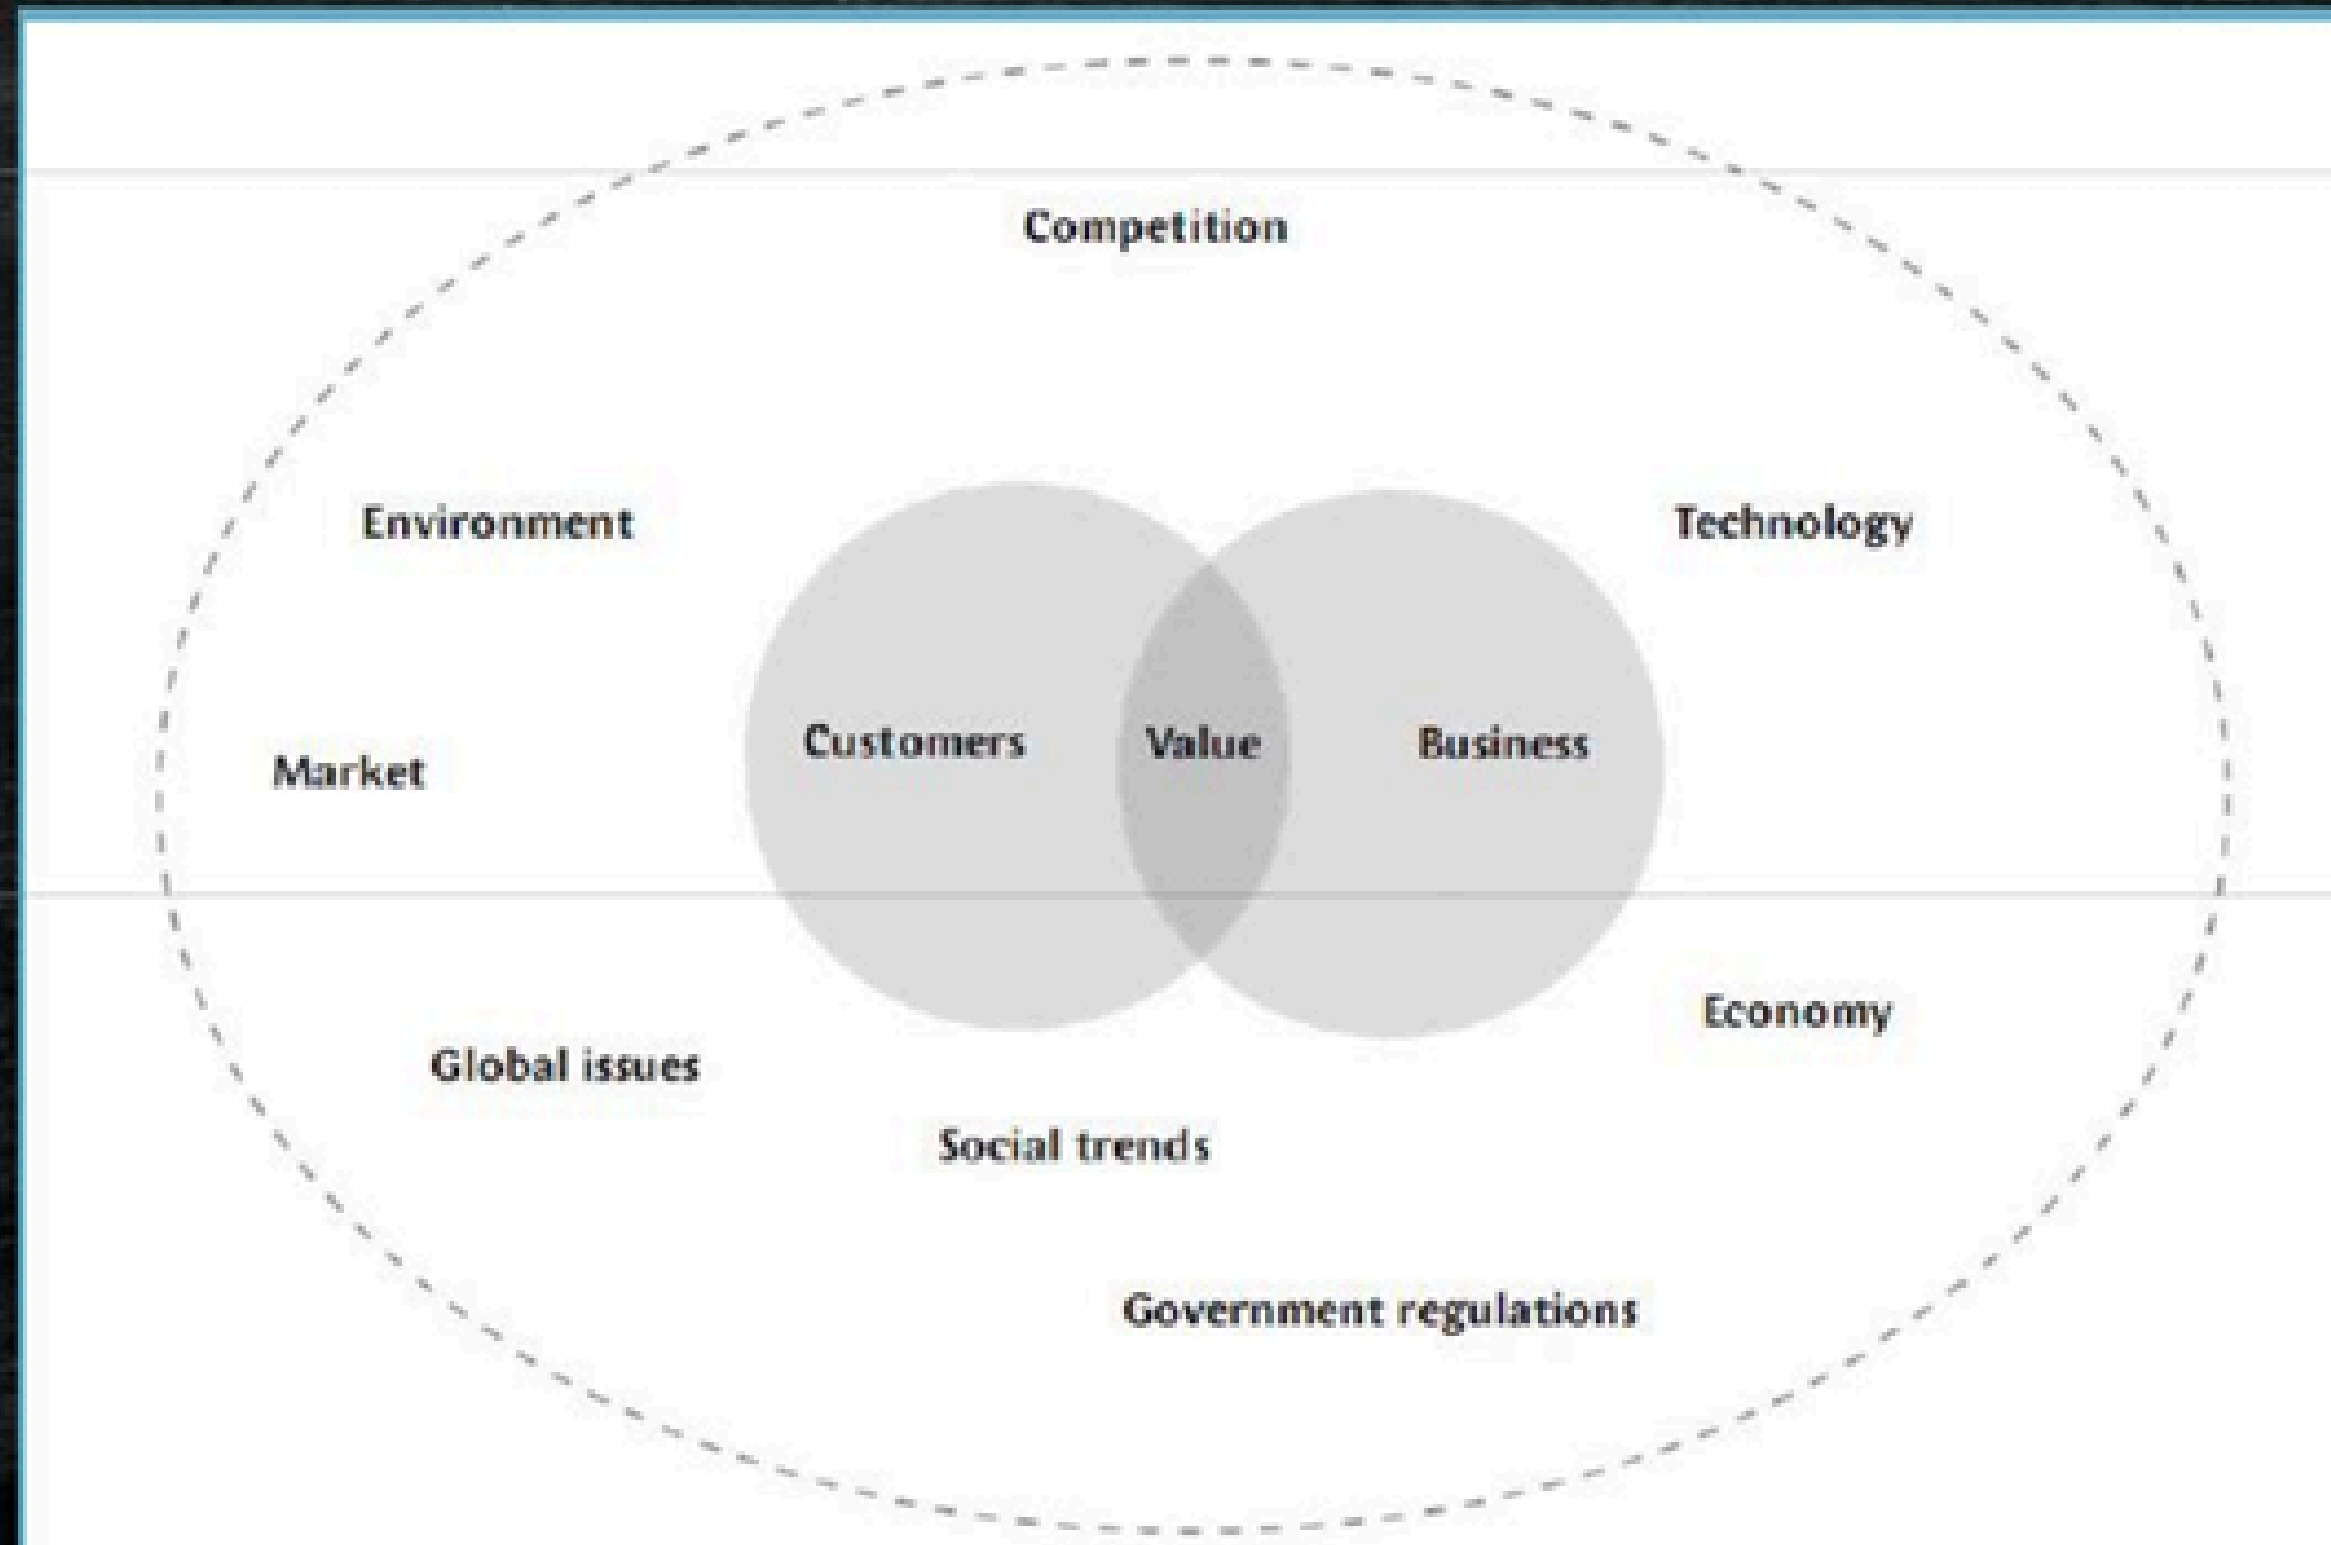 Competition
Environment
Technology
Customers
Value
Business
Market
Economy
Global issues
Social trends
Government regulations